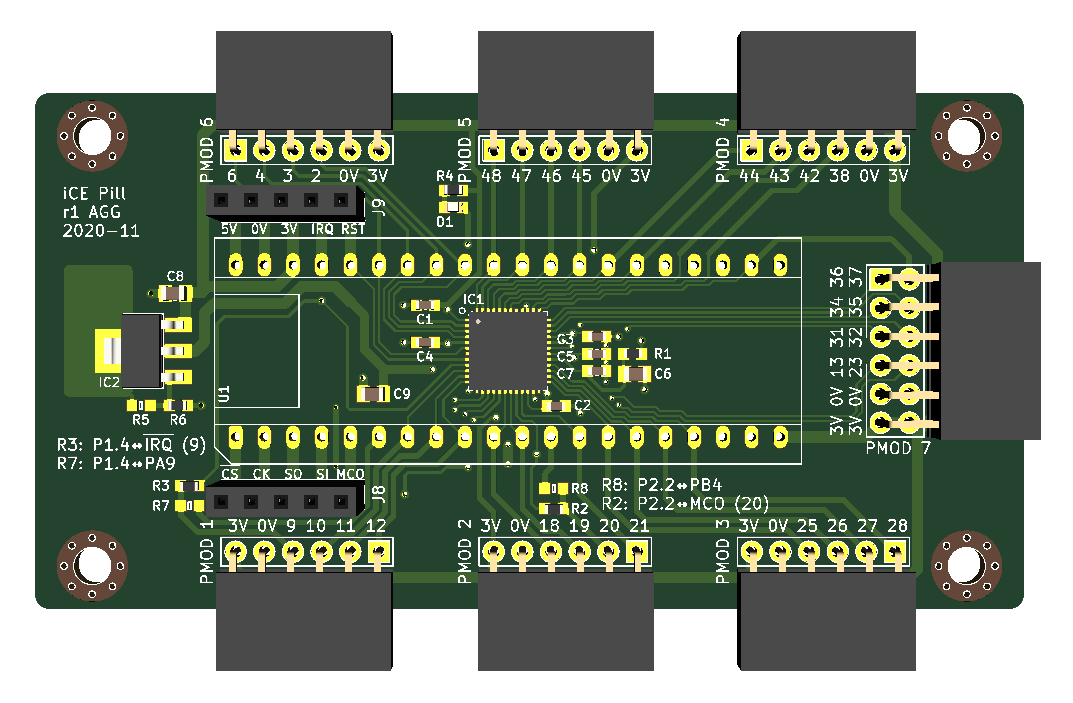 PMOD 6
6 4 3 2 0V 3V
PMOD 5
48 47 46 45 0V 3V
PMOD 4
44 43 42 38 0V 3V
iCE Pill
r1 AGG
2020-11
R4
D1
J9
5V 0V 3V IRQ RST
C8
IC2
R5 R6
U1
IC1
C1
C4
C9
C3
C5
C7
R1
C6
C2
36 37
34 35
31 32
13 23
0V 0V
3V 3V
PMOD 7
R3: P1.4↔IRQ (9)
R7: P1.4↔PA9
R3
R7
CS CK SO SI MCO
J8
R8
R2
R8: P2.2↔PB4
R2: P2.2↔MCO (20)
PMOD 1
3V 0V 9 10 11 12
PMOD 2
3V 0V 18 19 20 21
PMOD 3
3V 0V 25 26 27 28